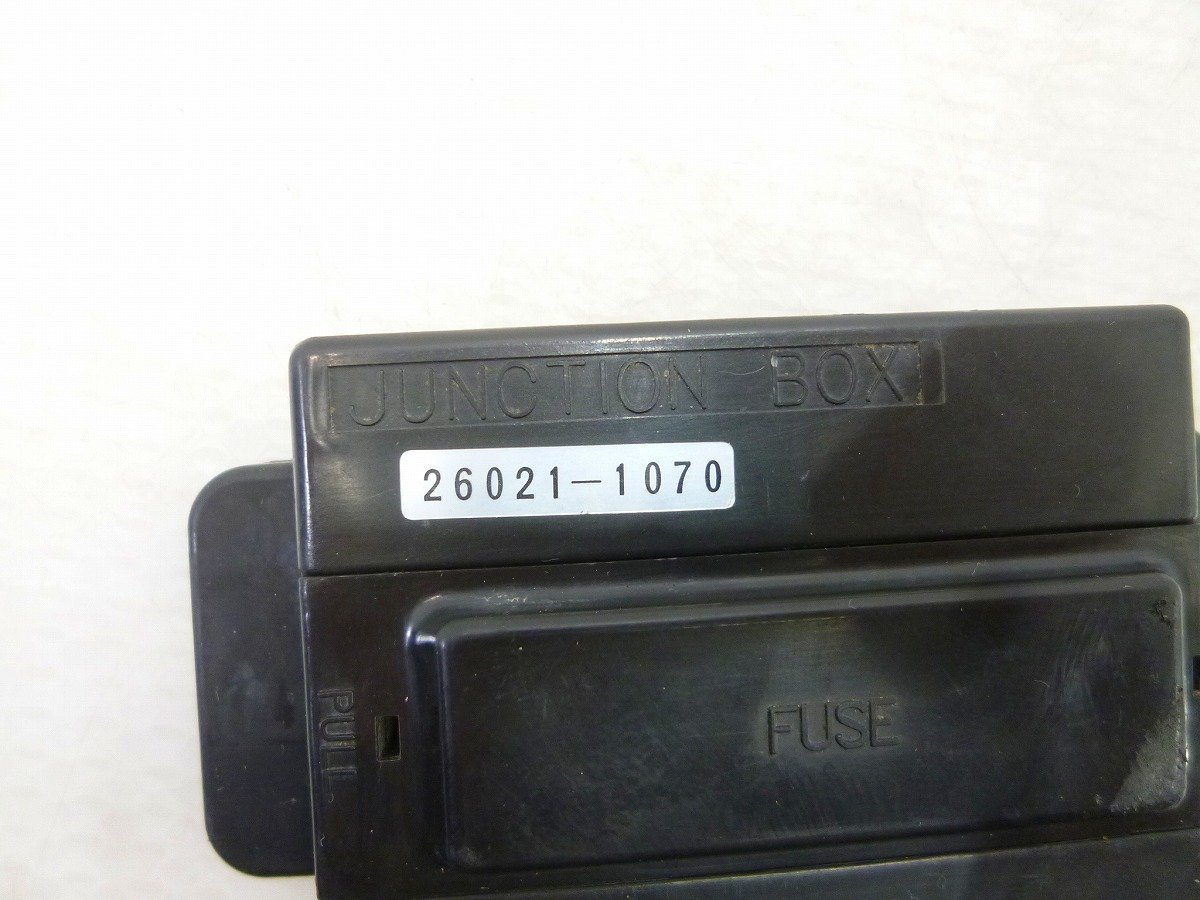 JUNCTION BOX
26021-1070
FUSE
PULL